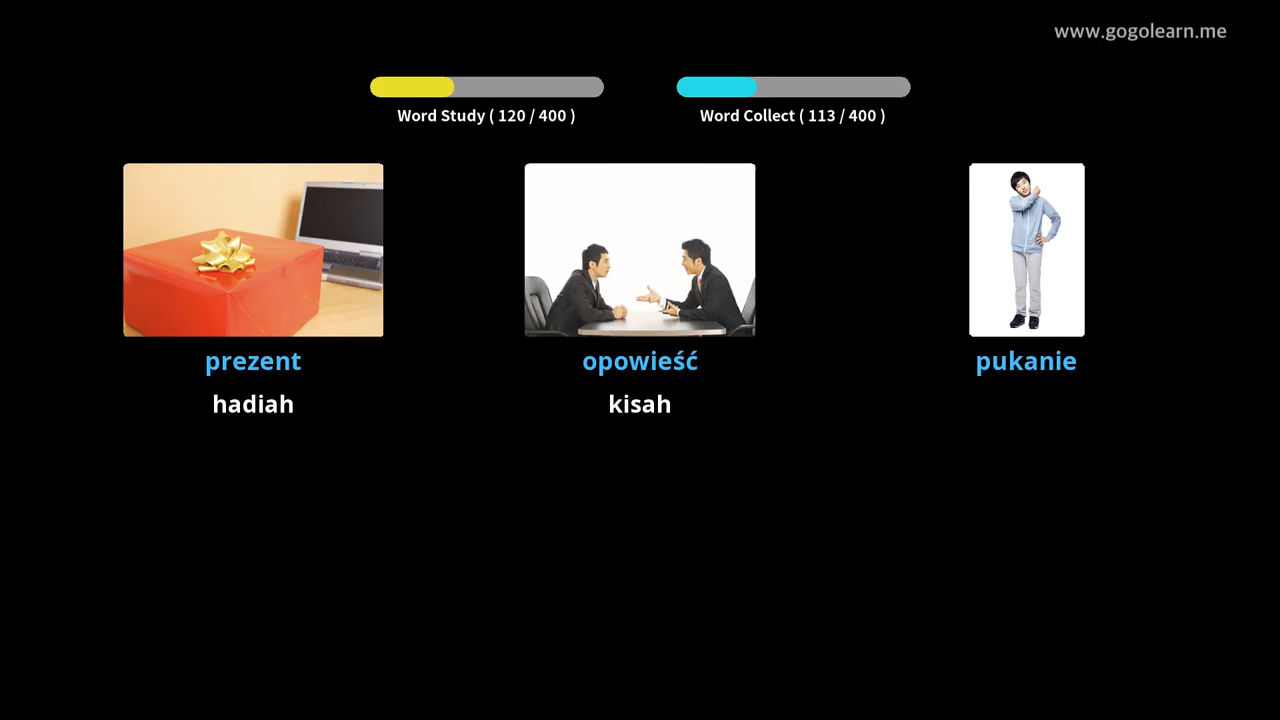 www.gogolearn.me
Word Study ( 120 / 400 )
Word Collect ( 113 / 400 )
prezent
opowieść
pukanie
hadiah
kisah